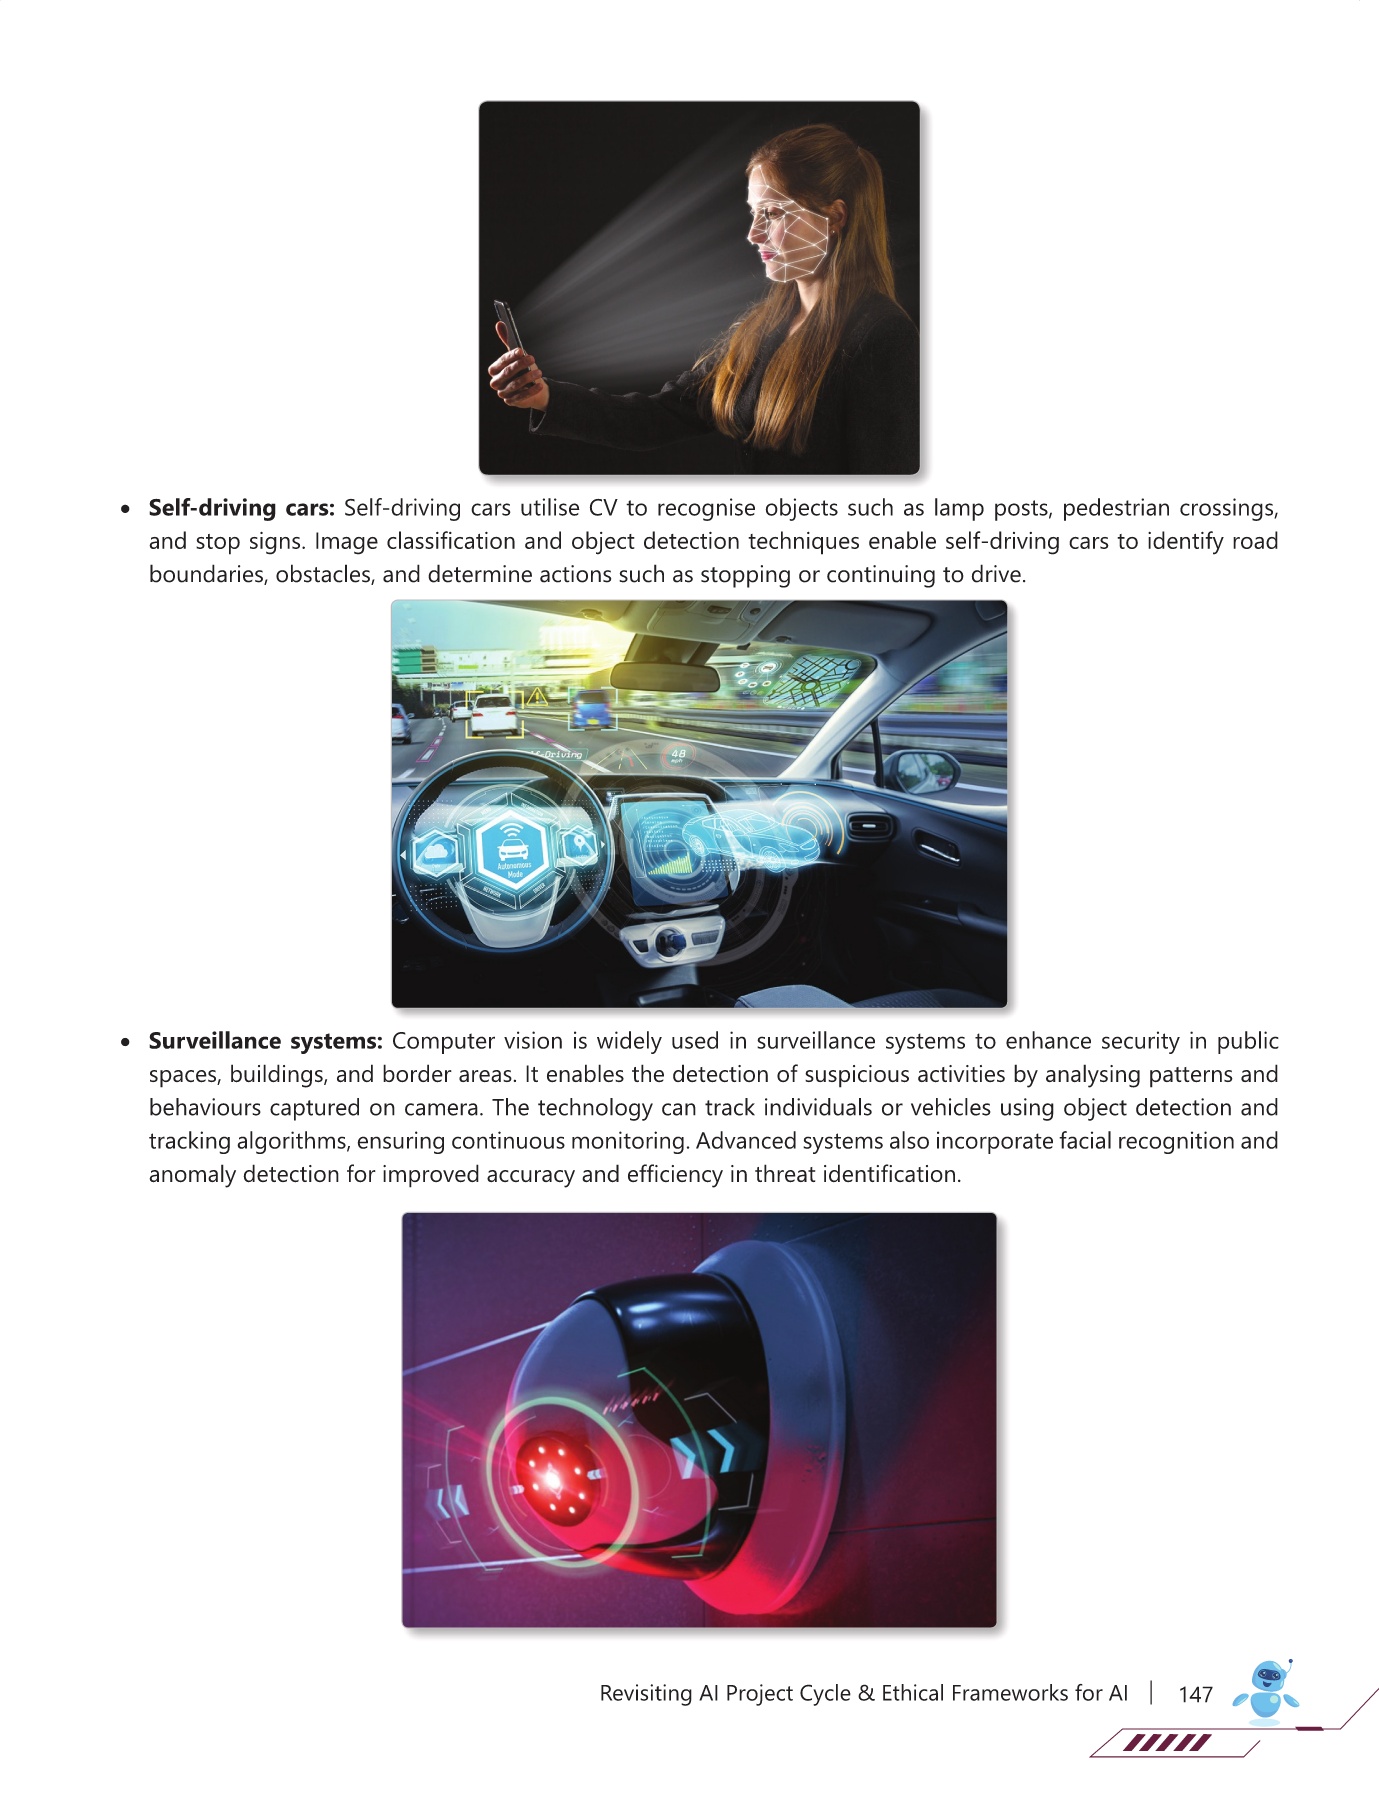 • Self-driving cars: Self-driving cars utilise CV to recognise objects such as lamp posts, pedestrian crossings,
and stop signs. Image classification and object detection techniques enable self-driving cars to identify road
boundaries, obstacles, and determine actions such as stopping or continuing to drive.
48
mph
Autonomous
Mode
NETWORK
DRIVER
• Surveillance systems: Computer vision is widely used in surveillance systems to enhance security in public
spaces, buildings, and border areas. It enables the detection of suspicious activities by analysing patterns and
behaviours captured on camera. The technology can track individuals or vehicles using object detection and
tracking algorithms, ensuring continuous monitoring. Advanced systems also incorporate facial recognition and
anomaly detection for improved accuracy and efficiency in threat identification.
Revisiting AI Project Cycle & Ethical Frameworks for AI | 147